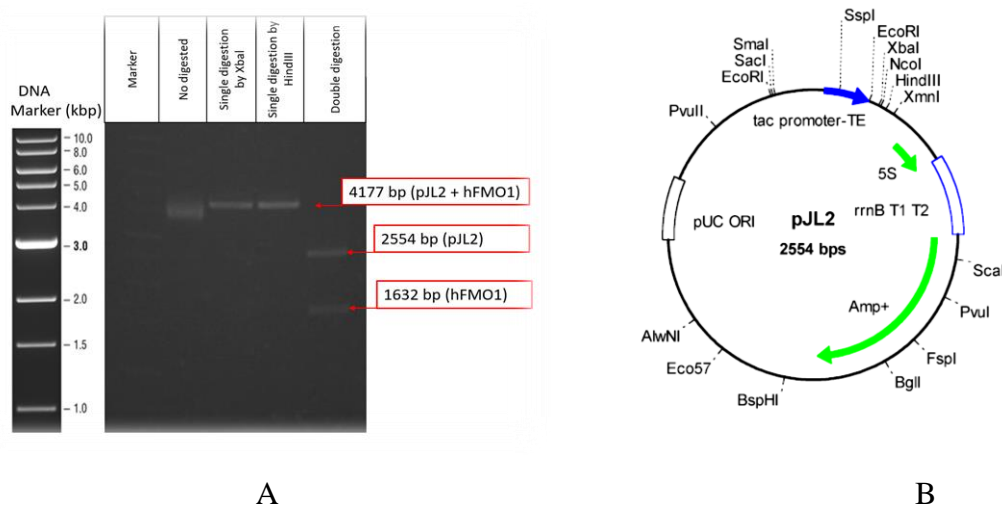 DNA
Marker (kbp)
10.0
8.0
6.0
5.0
4.0
3.0
2.0
1.5
1.0
Marker
No digested
Single digestion
by XbaI
Single digestion by
HindIII
Double digestion
4177 bp (pJL2 + hFMO1)
2554 bp (pJL2)
1632 bp (hFMO1)
A
SspI
EcoRI
XbaI
NcoI
HindIII
XmnI
SmaI
SacI
EcoRI
PvuII
tac promoter-TE
5S
rrnB T1 T2
pUC ORI
pJL2
2554 bps
ScaI
PvuI
Amp+
FspI
BglI
BspHI
Eco57
AlwNI
B